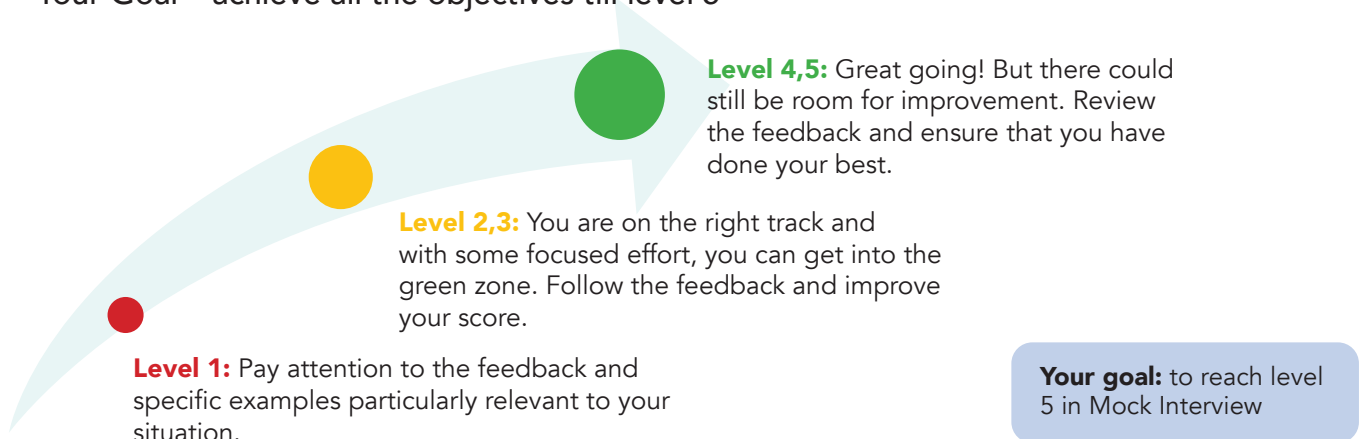 Level 4,5: Great going! But there could
still be room for improvement. Review
the feedback and ensure that you have
done your best.
Level 2,3: You are on the right track and
with some focused effort, you can get into the
green zone. Follow the feedback and improve
your score.
Level 1: Pay attention to the feedback and
specific examples particularly relevant to your
situation.
Your goal: to reach level
5 in Mock Interview